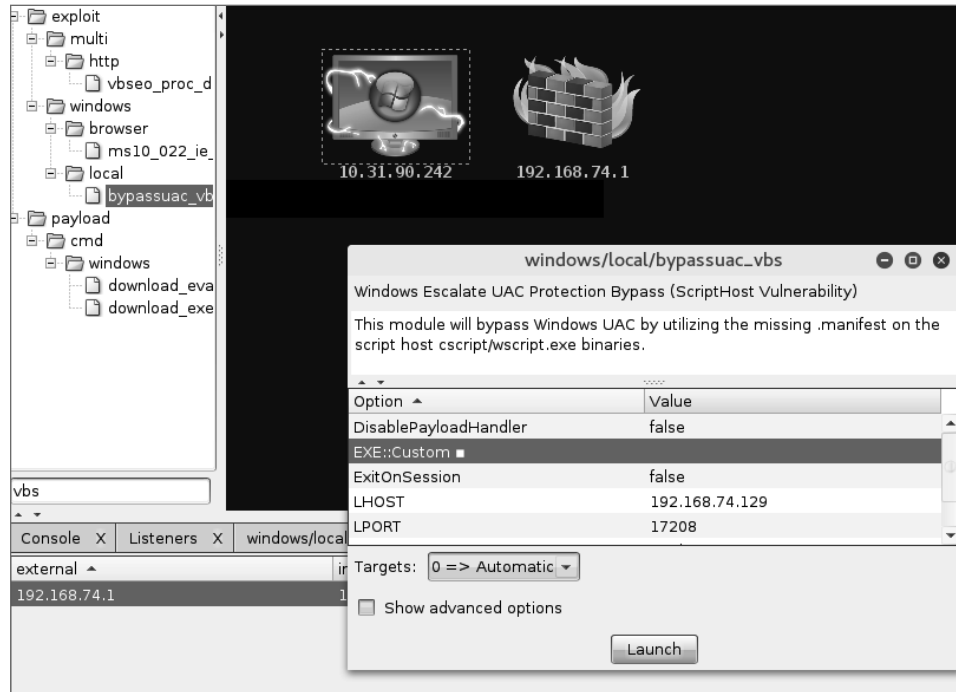 exploit
multi
http
vbseo_proc_d
windows
browser
ms10_022_ie_
local
bypassuac_vb
payload
cmd
windows
download_eva
download_exe
vbs
10.31.90.242
192.168.74.1
windows/local/bypassuac_vbs
Windows Escalate UAC Protection Bypass (ScriptHost Vulnerability)
This module will bypass Windows UAC by utilizing the missing .manifest on the
script host cscript/wscript.exe binaries.
Option Value
DisablePayloadHandler false
EXE::Custom
ExitOnSession false
LHOST 192.168.74.129
LPORT 17208
Targets: 0 => Automatic
Show advanced options
Launch
Console X Listeners X windows/local
external
192.168.74.1